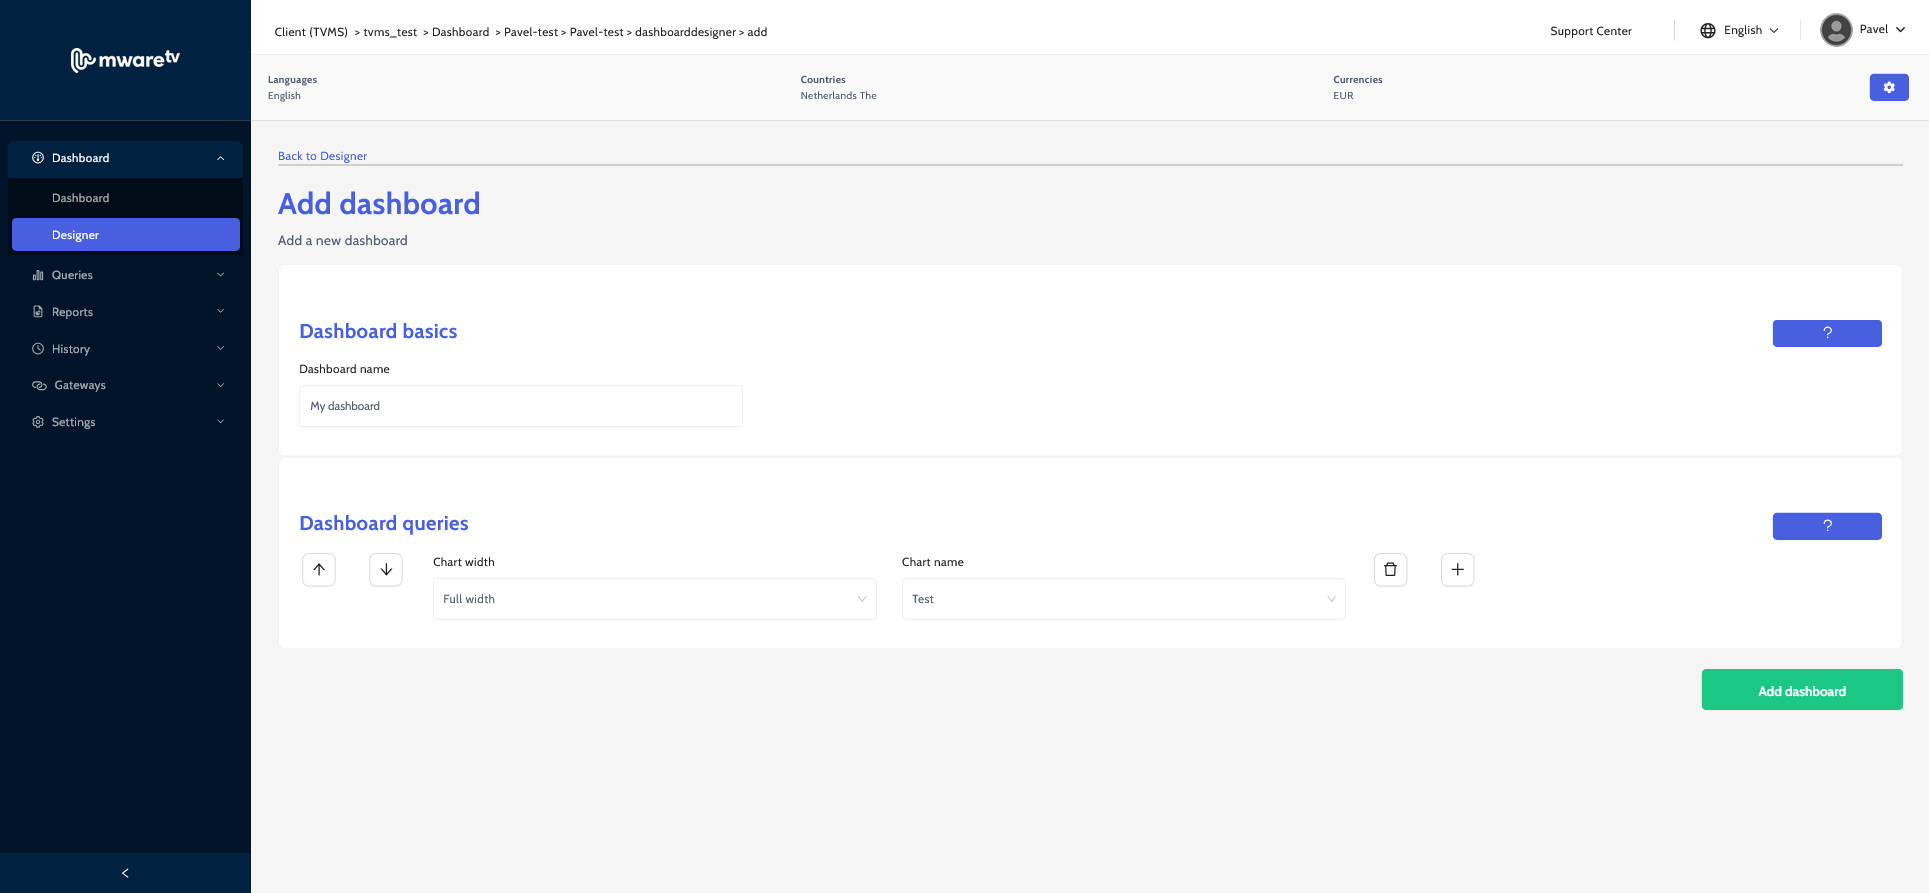 mwaretv
Client (TVMS) > tvms_test > Dashboard > Pavel-test > Pavel-test > dashboarddesigner > add
Support Center
English
Pavel
Languages
English
Countries
Netherlands The
Currencies
EUR
Dashboard
Dashboard
Designer
Queries
Reports
History
Gateways
Settings
Back to Designer
Add dashboard
Add a new dashboard
Dashboard basics
?
Dashboard name
My dashboard
Dashboard queries
?
Chart width
Full width
Chart name
Test
Add dashboard